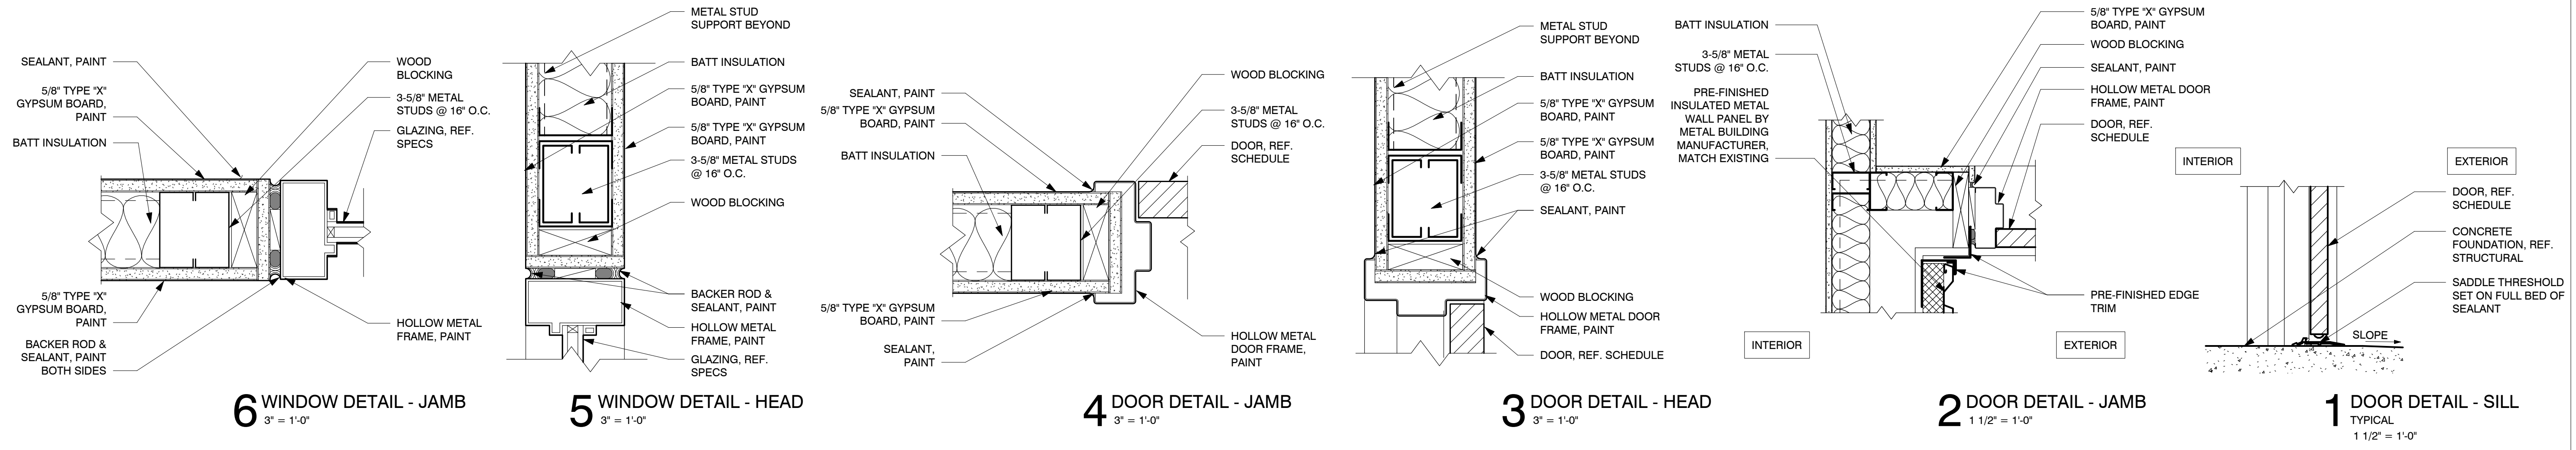 SEALANT, PAINT
5/8" TYPE "X"
GYPSUM BOARD,
PAINT
BATT INSULATION
5/8" TYPE "X"
GYPSUM BOARD,
PAINT
BACKER ROD &
SEALANT, PAINT
BOTH SIDES
WOOD
BLOCKING
3-5/8" METAL
STUDS @ 16" O.C.
GLAZING, REF.
SPECS
HOLLOW METAL
FRAME, PAINT
6 WINDOW DETAIL - JAMB
3" = 1'-0"
METAL STUD
SUPPORT BEYOND
BATT INSULATION
5/8" TYPE "X" GYPSUM
BOARD, PAINT
5/8" TYPE "X" GYPSUM
BOARD, PAINT
3-5/8" METAL STUDS
@ 16" O.C.
WOOD BLOCKING
BACKER ROD &
SEALANT, PAINT
HOLLOW METAL
FRAME, PAINT
GLAZING, REF.
SPECS
5 WINDOW DETAIL - HEAD
3" = 1'-0"
SEALANT, PAINT
5/8" TYPE "X" GYPSUM
BOARD, PAINT
BATT INSULATION
5/8" TYPE "X" GYPSUM
BOARD, PAINT
SEALANT,
PAINT
WOOD BLOCKING
3-5/8" METAL
STUDS @ 16" O.C.
DOOR, REF.
SCHEDULE
HOLLOW METAL
DOOR FRAME,
PAINT
4 DOOR DETAIL - JAMB
3" = 1'-0"
METAL STUD
SUPPORT BEYOND
BATT INSULATION
5/8" TYPE "X" GYPSUM
BOARD, PAINT
5/8" TYPE "X" GYPSUM
BOARD, PAINT
3-5/8" METAL STUDS
@ 16" O.C.
SEALANT, PAINT
WOOD BLOCKING
HOLLOW METAL DOOR
FRAME, PAINT
DOOR, REF. SCHEDULE
3 DOOR DETAIL - HEAD
3" = 1'-0"
BATT INSULATION
3-5/8" METAL
STUDS @ 16" O.C.
PRE-FINISHED
INSULATED METAL
WALL PANEL BY
METAL BUILDING
MANUFACTURER,
MATCH EXISTING
5/8" TYPE "X" GYPSUM
BOARD, PAINT
WOOD BLOCKING
SEALANT, PAINT
HOLLOW METAL DOOR
FRAME, PAINT
DOOR, REF.
SCHEDULE
PRE-FINISHED EDGE
TRIM
INTERIOR
EXTERIOR
2 DOOR DETAIL - JAMB
1 1/2" = 1'-0"
INTERIOR
EXTERIOR
DOOR, REF.
SCHEDULE
CONCRETE
FOUNDATION, REF.
STRUCTURAL
SADDLE THRESHOLD
SET ON FULL BED OF
SEALANT
SLOPE
1 DOOR DETAIL - SILL
TYPICAL
1 1/2" = 1'-0"